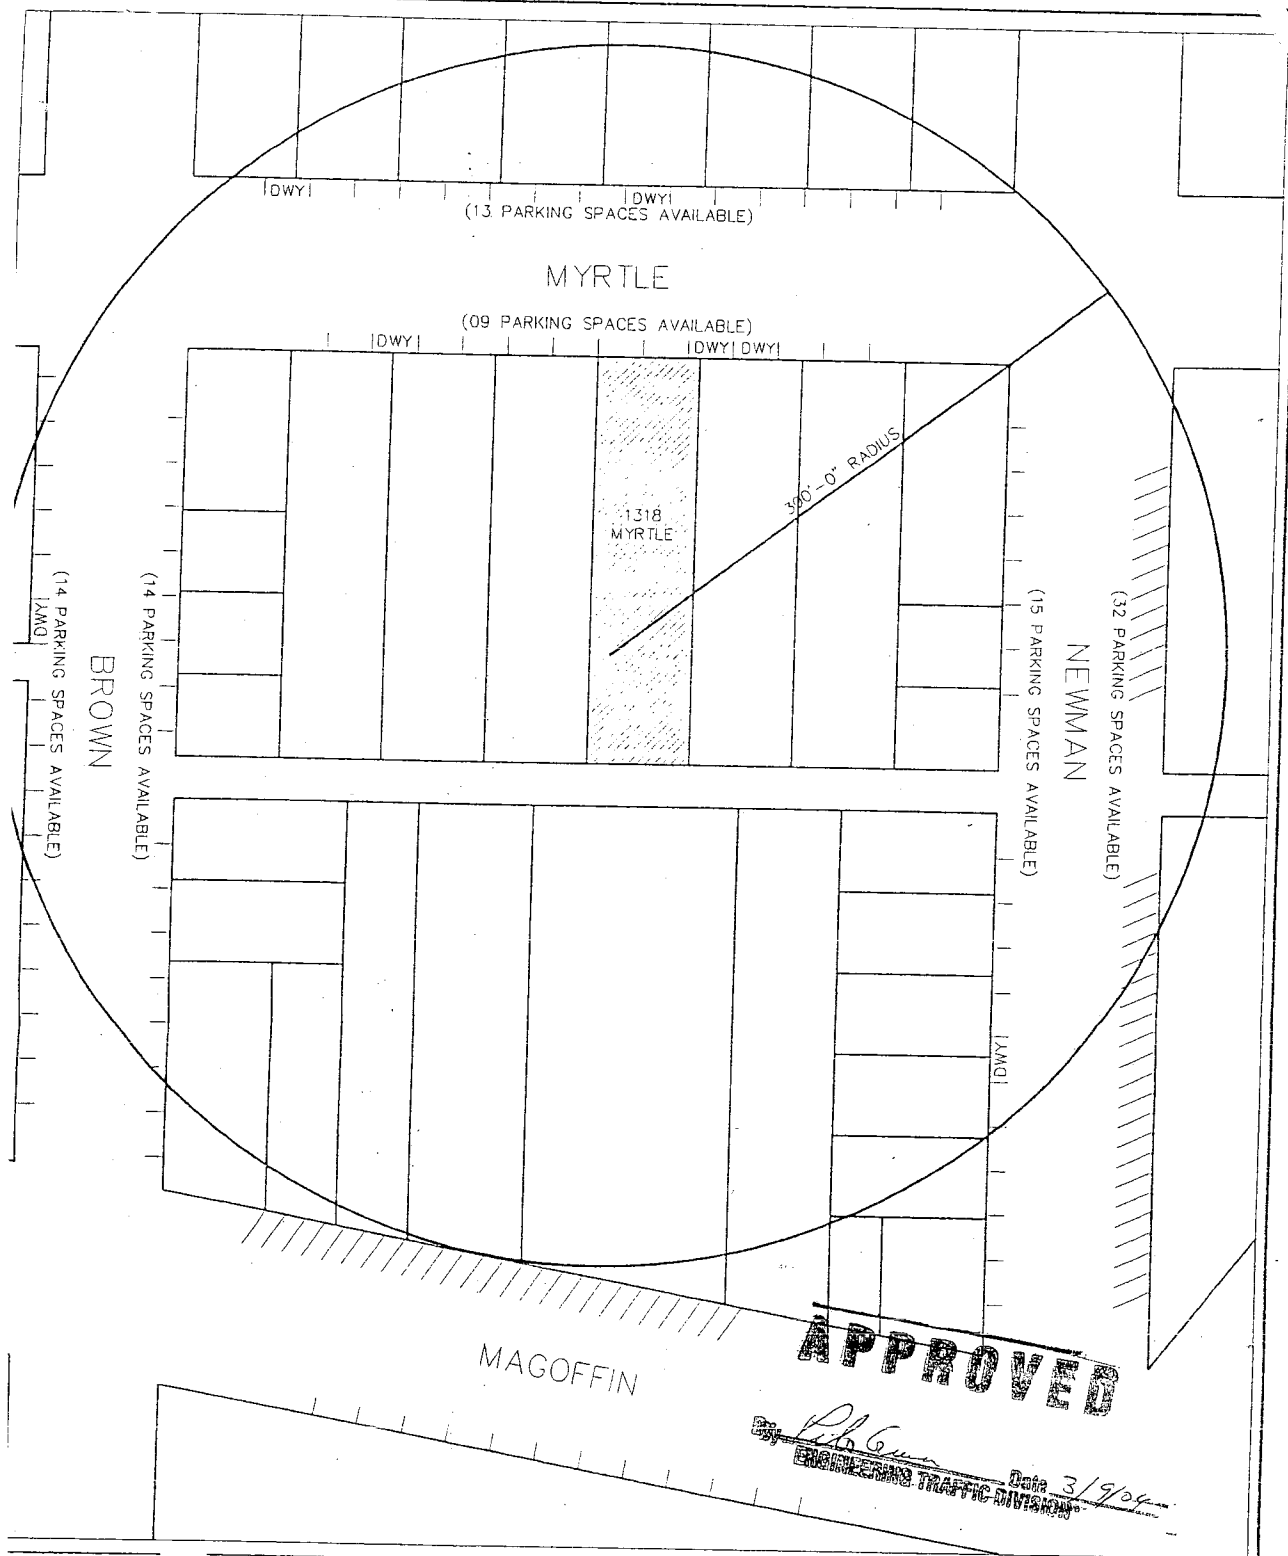 DWY
DWY
(13 PARKING SPACES AVAILABLE)
MYRTLE
(09 PARKING SPACES AVAILABLE)
DWY
DWY
DWY
300'-0" RADIUS
1318
MYRTLE
DWY
(14 PARKING SPACES AVAILABLE)
BROWN
(14 PARKING SPACES AVAILABLE)
(15 PARKING SPACES AVAILABLE)
NEWMAN
(32 PARKING SPACES AVAILABLE)
DWY
MAGOFFIN
APPROVED
By
ENGINEERING TRAFFIC DIVISION
Date 3/9/04